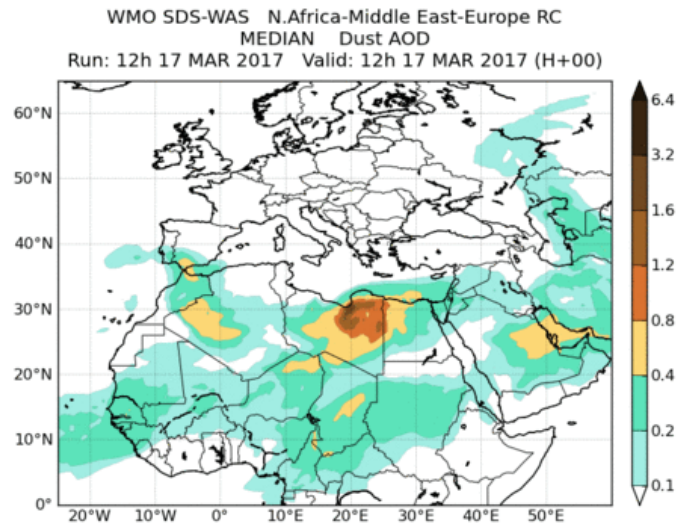 WMO SDS-WAS N.Africa-Middle East-Europe RC
MEDIAN Dust AOD
Run: 12h 17 MAR 2017 Valid: 12h 17 MAR 2017 (H+00)
60°N
50°N
40°N
30°N
20°N
10°N
0°
20°W
10°W
0°
10°E
20°E
30°E
40°E
50°E
6.4
3.2
1.6
1.2
0.8
0.4
0.2
0.1